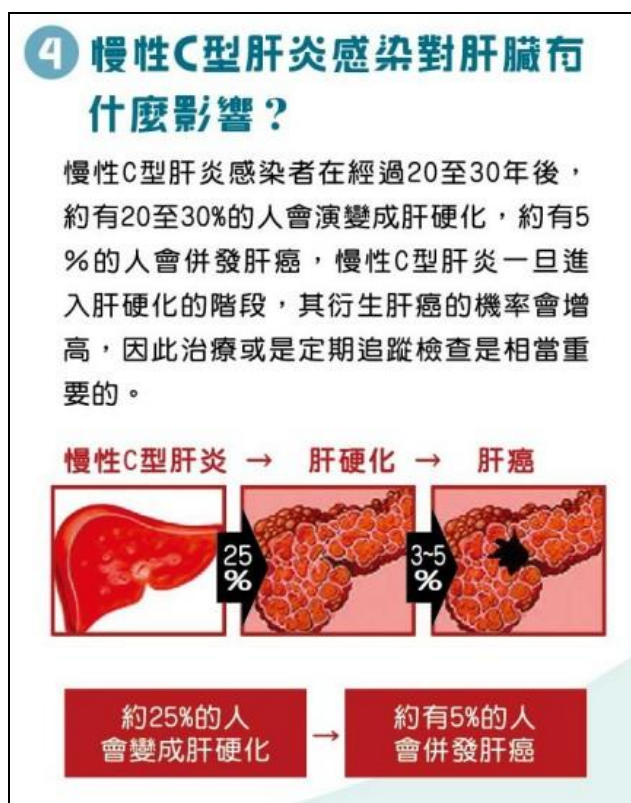 4 慢性C型肝炎感染對肝臟有
什麼影響？
慢性C型肝炎感染者在經過20至30年後，
約有20至30%的人會演變成肝硬化，約有5
%的人會併發肝癌，慢性C型肝炎一旦進
入肝硬化的階段，其衍生肝癌的機率會增
高，因此治療或是定期追蹤檢查是相當重
要的。
慢性C型肝炎 → 肝硬化 → 肝癌
25
%
3~5
%
約25%的人
會變成肝硬化
→
約有5%的人
會併發肝癌